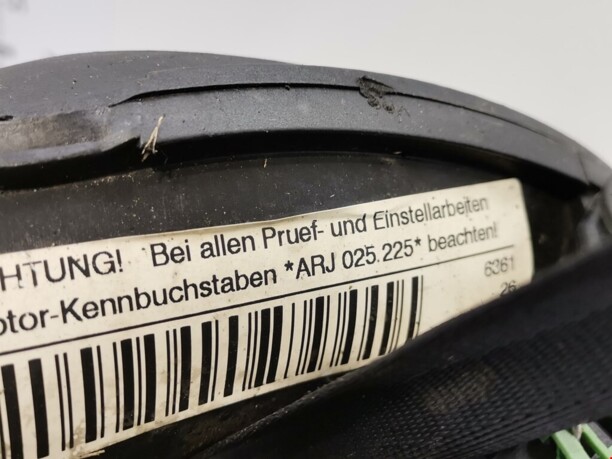 HTUNG! Bei allen Pruef- und Einstellarbeiten
otor-Kennbuchstaben *ARJ 025.225* beachten!
6361
26